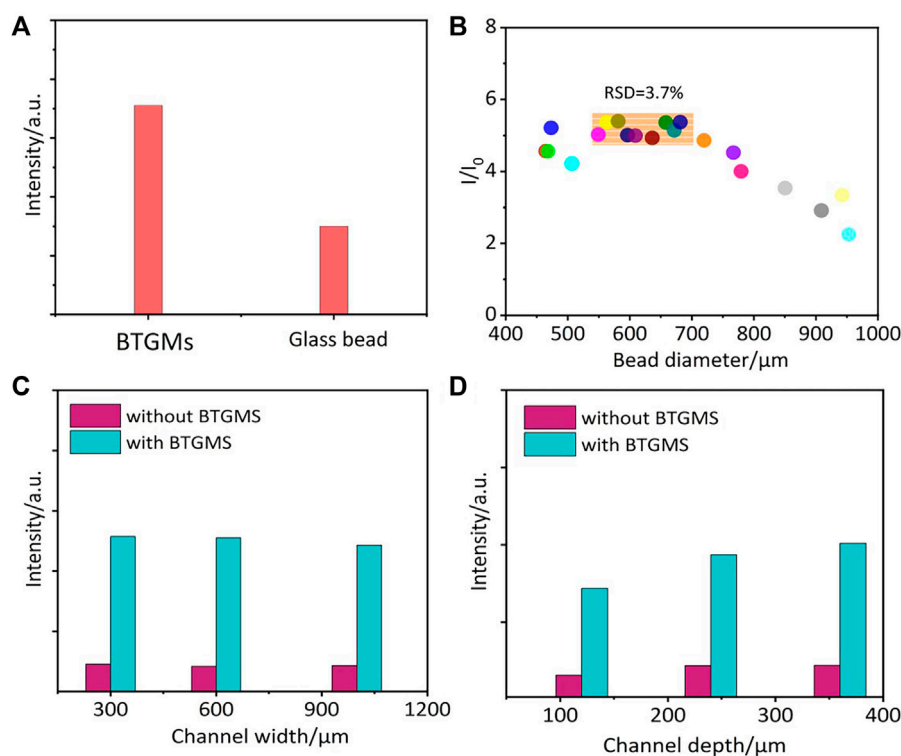 A
Intensity/a.u.
BTGMs
Glass bead
B
8
6
4
2
0
I/I0
RSD=3.7%
400 500 600 700 800 900 1000
Bead diameter/μm
C
without BTGMS
with BTGMS
Intensity/a.u.
300 600 900 1200
Channel width/μm
D
without BTGMS
with BTGMS
Intensity/a.u.
100 200 300 400
Channel depth/μm